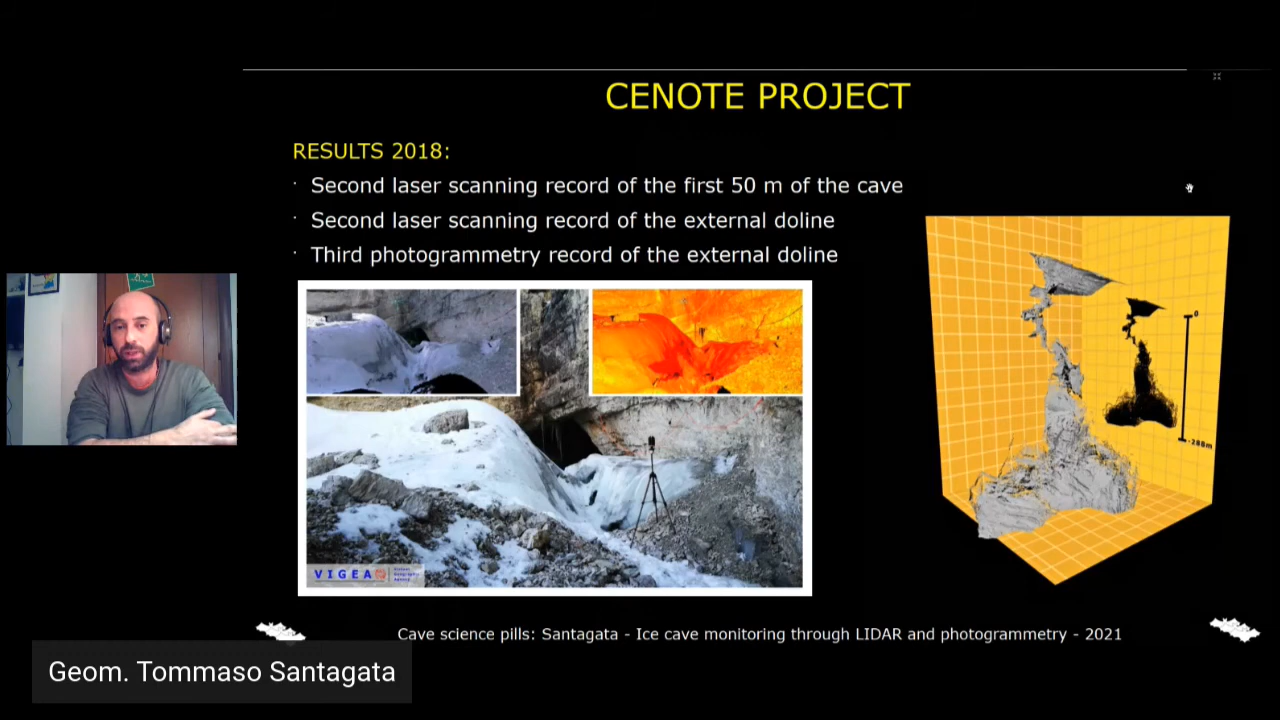 CENOTE PROJECT
RESULTS 2018:
· Second laser scanning record of the first 50 m of the cave
· Second laser scanning record of the external doline
· Third photogrammetry record of the external doline
0
-288m
VIGEA
Cave science pills: Santagata - Ice cave monitoring through LIDAR and photogrammetry - 2021
Geom. Tommaso Santagata